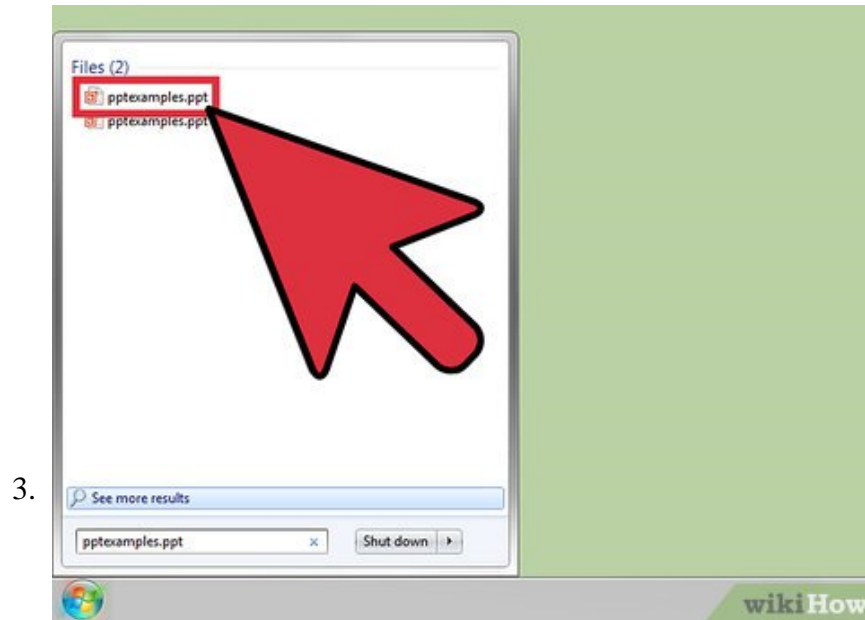 Files (2)
pptexamples.ppt
pptexamples.ppt
3.
See more results
pptexamples.ppt
Shut down
wikiHow